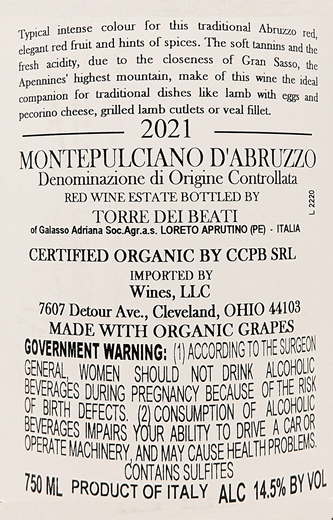 Typical intense colour for this traditional Abruzzo red,
elegant red fruit and hints of spices. The soft tannins and the
fresh acidity, due to the closeness of Gran Sasso, the
Apennines' highest mountain, make of this wine the ideal
companion for traditional dishes like lamb with eggs and
pecorino cheese, grilled lamb cutlets or veal fillet.
2021
MONTEPULCIANO D'ABRUZZO
Denominazione di Origine Controllata
RED WINE ESTATE BOTTLED BY
TORRE DEI BEATI
of Galasso Adriana Soc.Agr.a.s. LORETO APRUTINO (PE) - ITALIA
L 2220
CERTIFIED ORGANIC BY CCPB SRL
IMPORTED BY
Wines, LLC
7607 Detour Ave., Cleveland, OHIO 44103
MADE WITH ORGANIC GRAPES
GOVERNMENT WARNING: (1) ACCORDING TO THE SURGEON
GENERAL, WOMEN SHOULD NOT DRINK ALCOHOLIC
BEVERAGES DURING PREGNANCY BECAUSE OF THE RISK
OF BIRTH DEFECTS. (2) CONSUMPTION OF ALCOHOLIC
BEVERAGES IMPAIRS YOUR ABILITY TO DRIVE A CAR OR
OPERATE MACHINERY, AND MAY CAUSE HEALTH PROBLEMS.
CONTAINS SULFITES
750 ML PRODUCT OF ITALY ALC 14.5% BY VOL